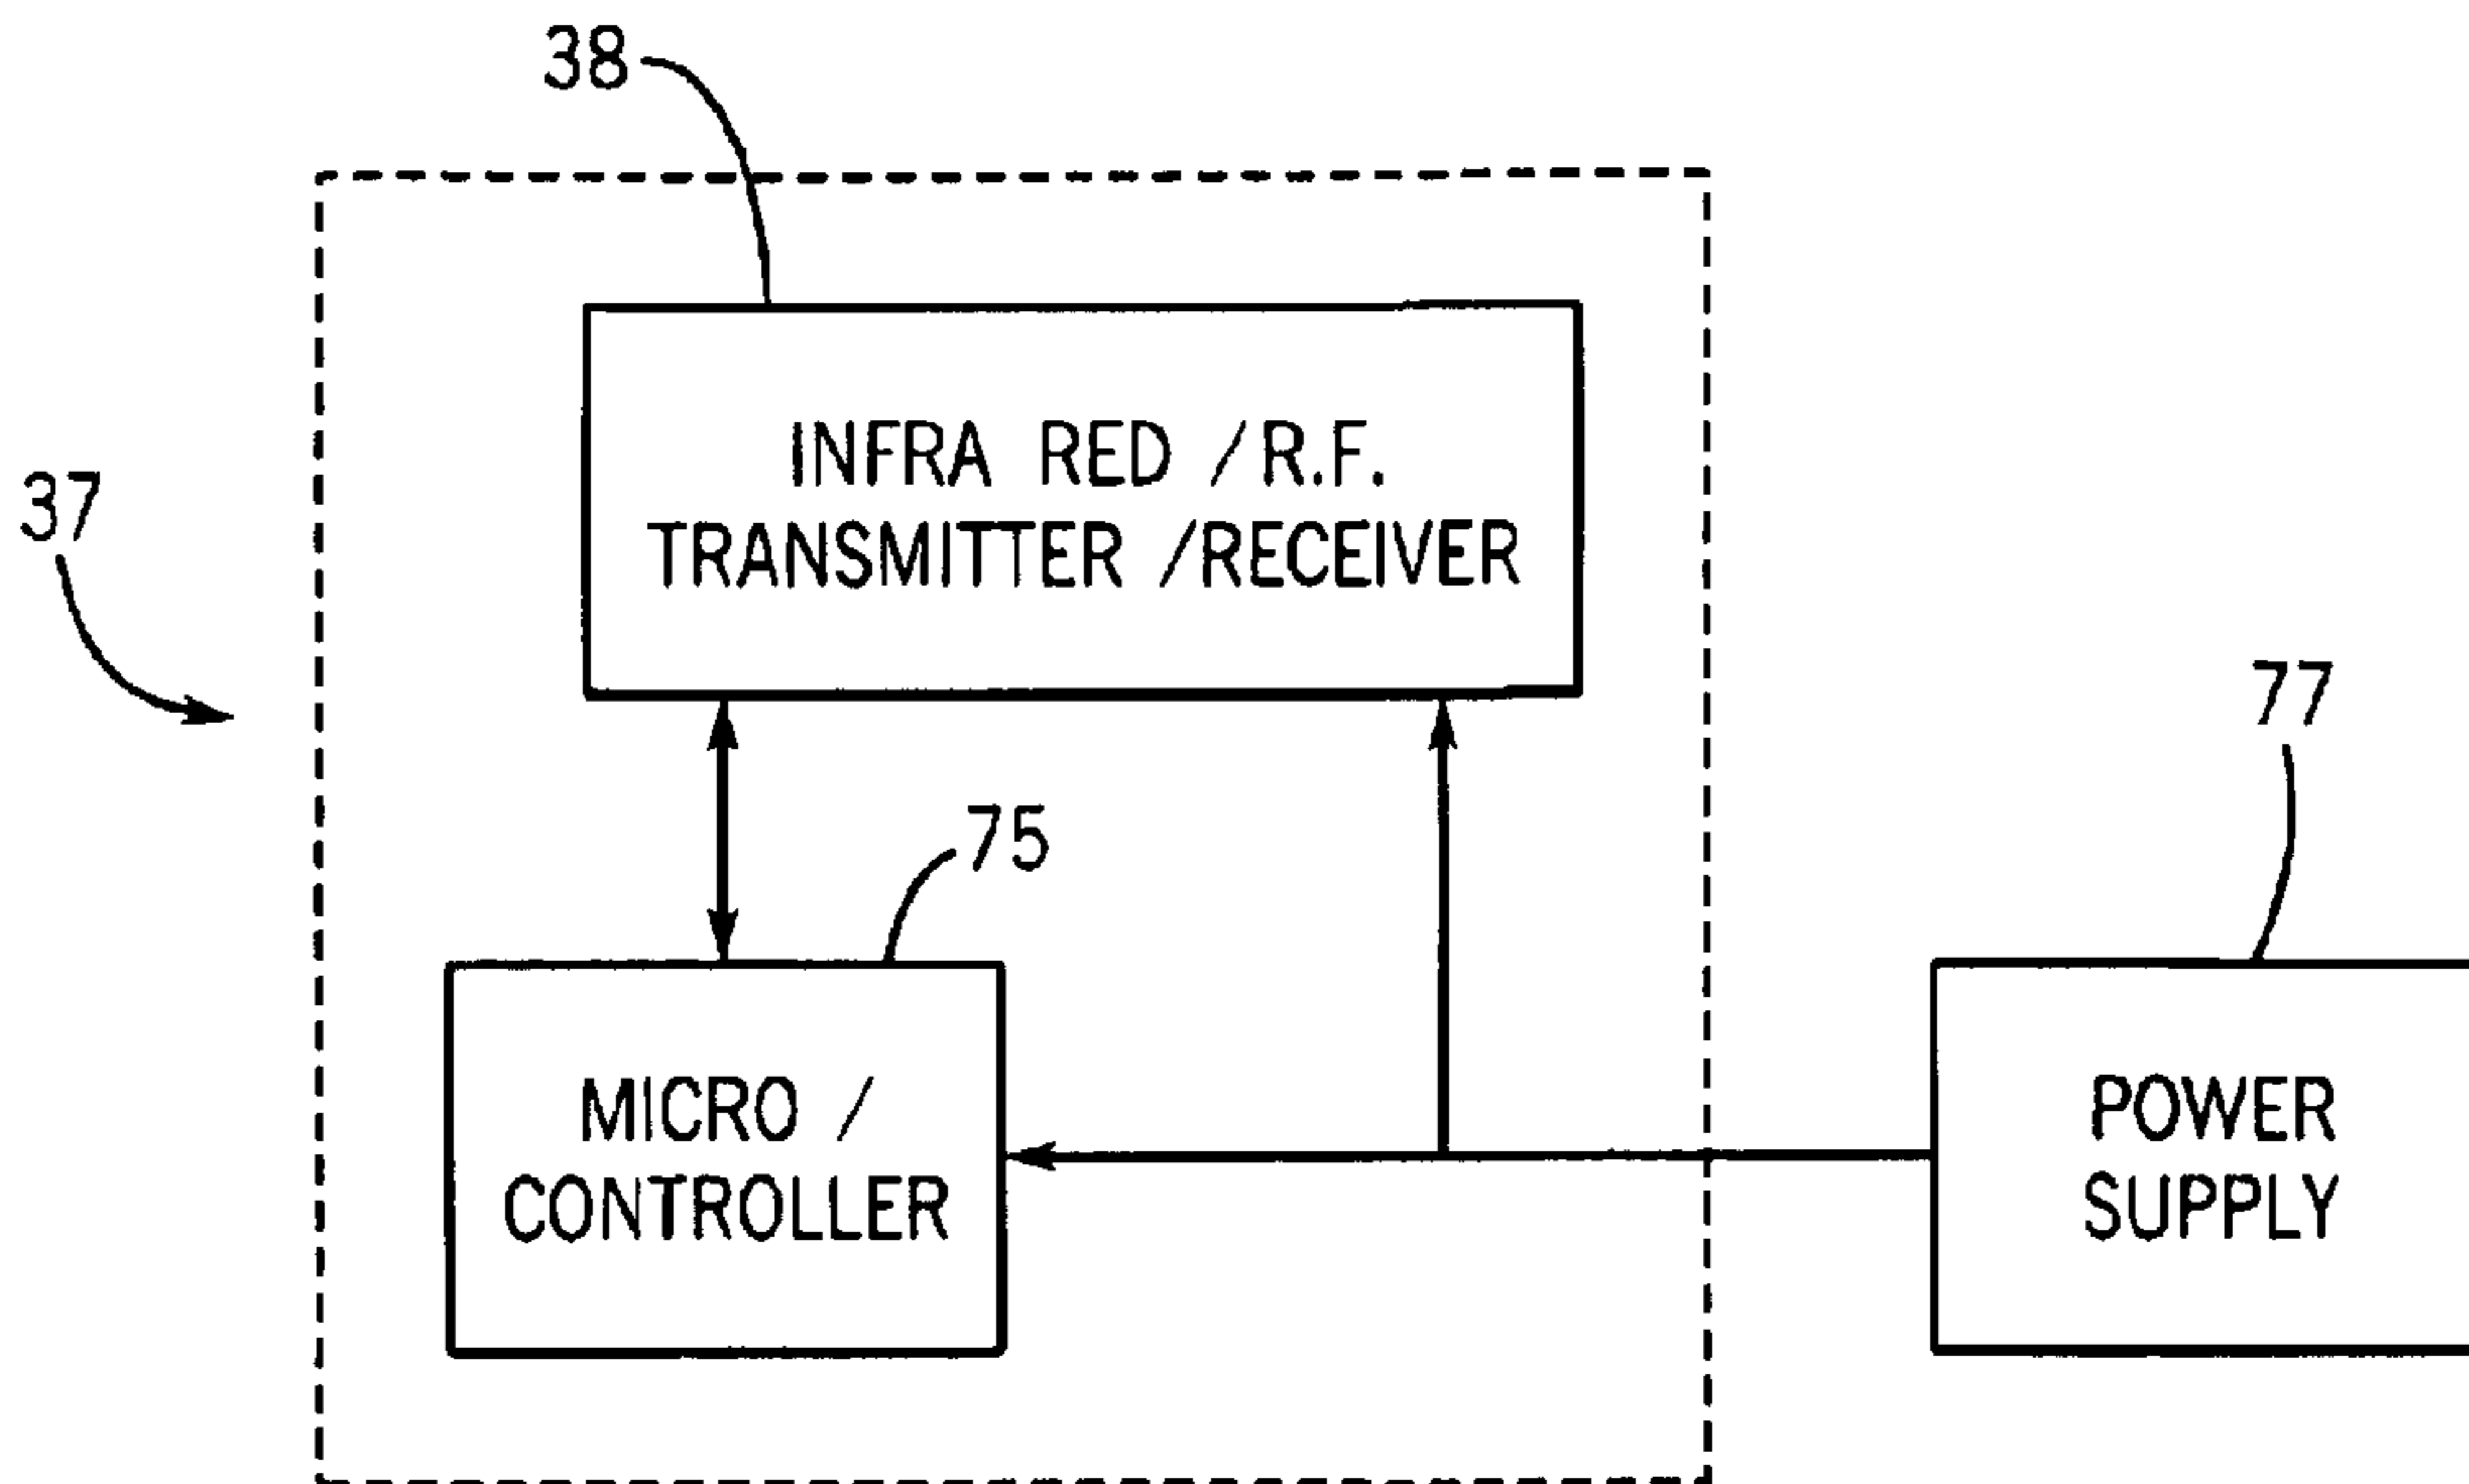 38
INFRA RED /R.F.
TRANSMITTER /RECEIVER
37
77
75
MICRO /
CONTROLLER
POWER
SUPPLY